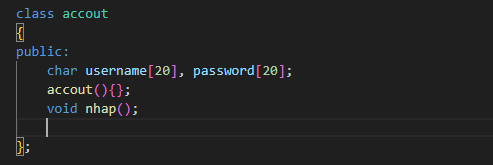 class accout
{
public:
    char username[20], password[20];
    accout(){};
    void nhap();
};